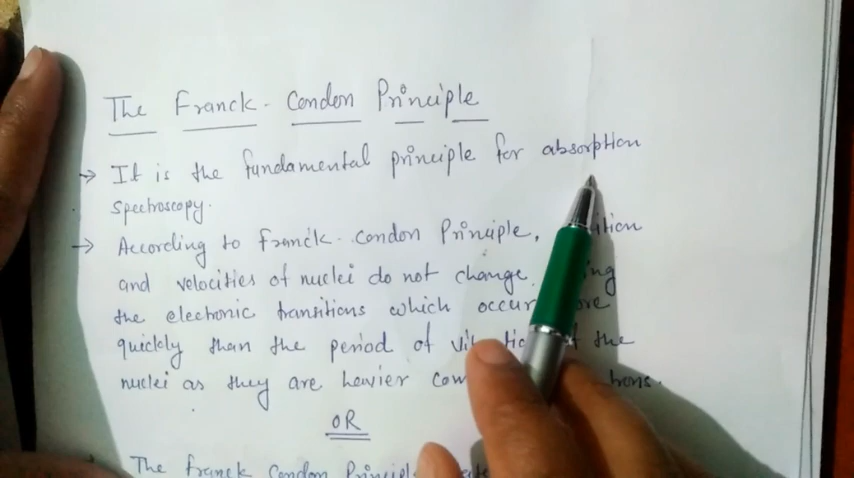 The Franck-Condon Principle
→ It is the fundamental principle for absorption
spectroscopy.
→ According to Franck-Condon Principle,
and velocities of nuclei do not change
the electronic transitions which occur
quickly than the period of the
nuclei as they are heavier
OR
The Franck Condon